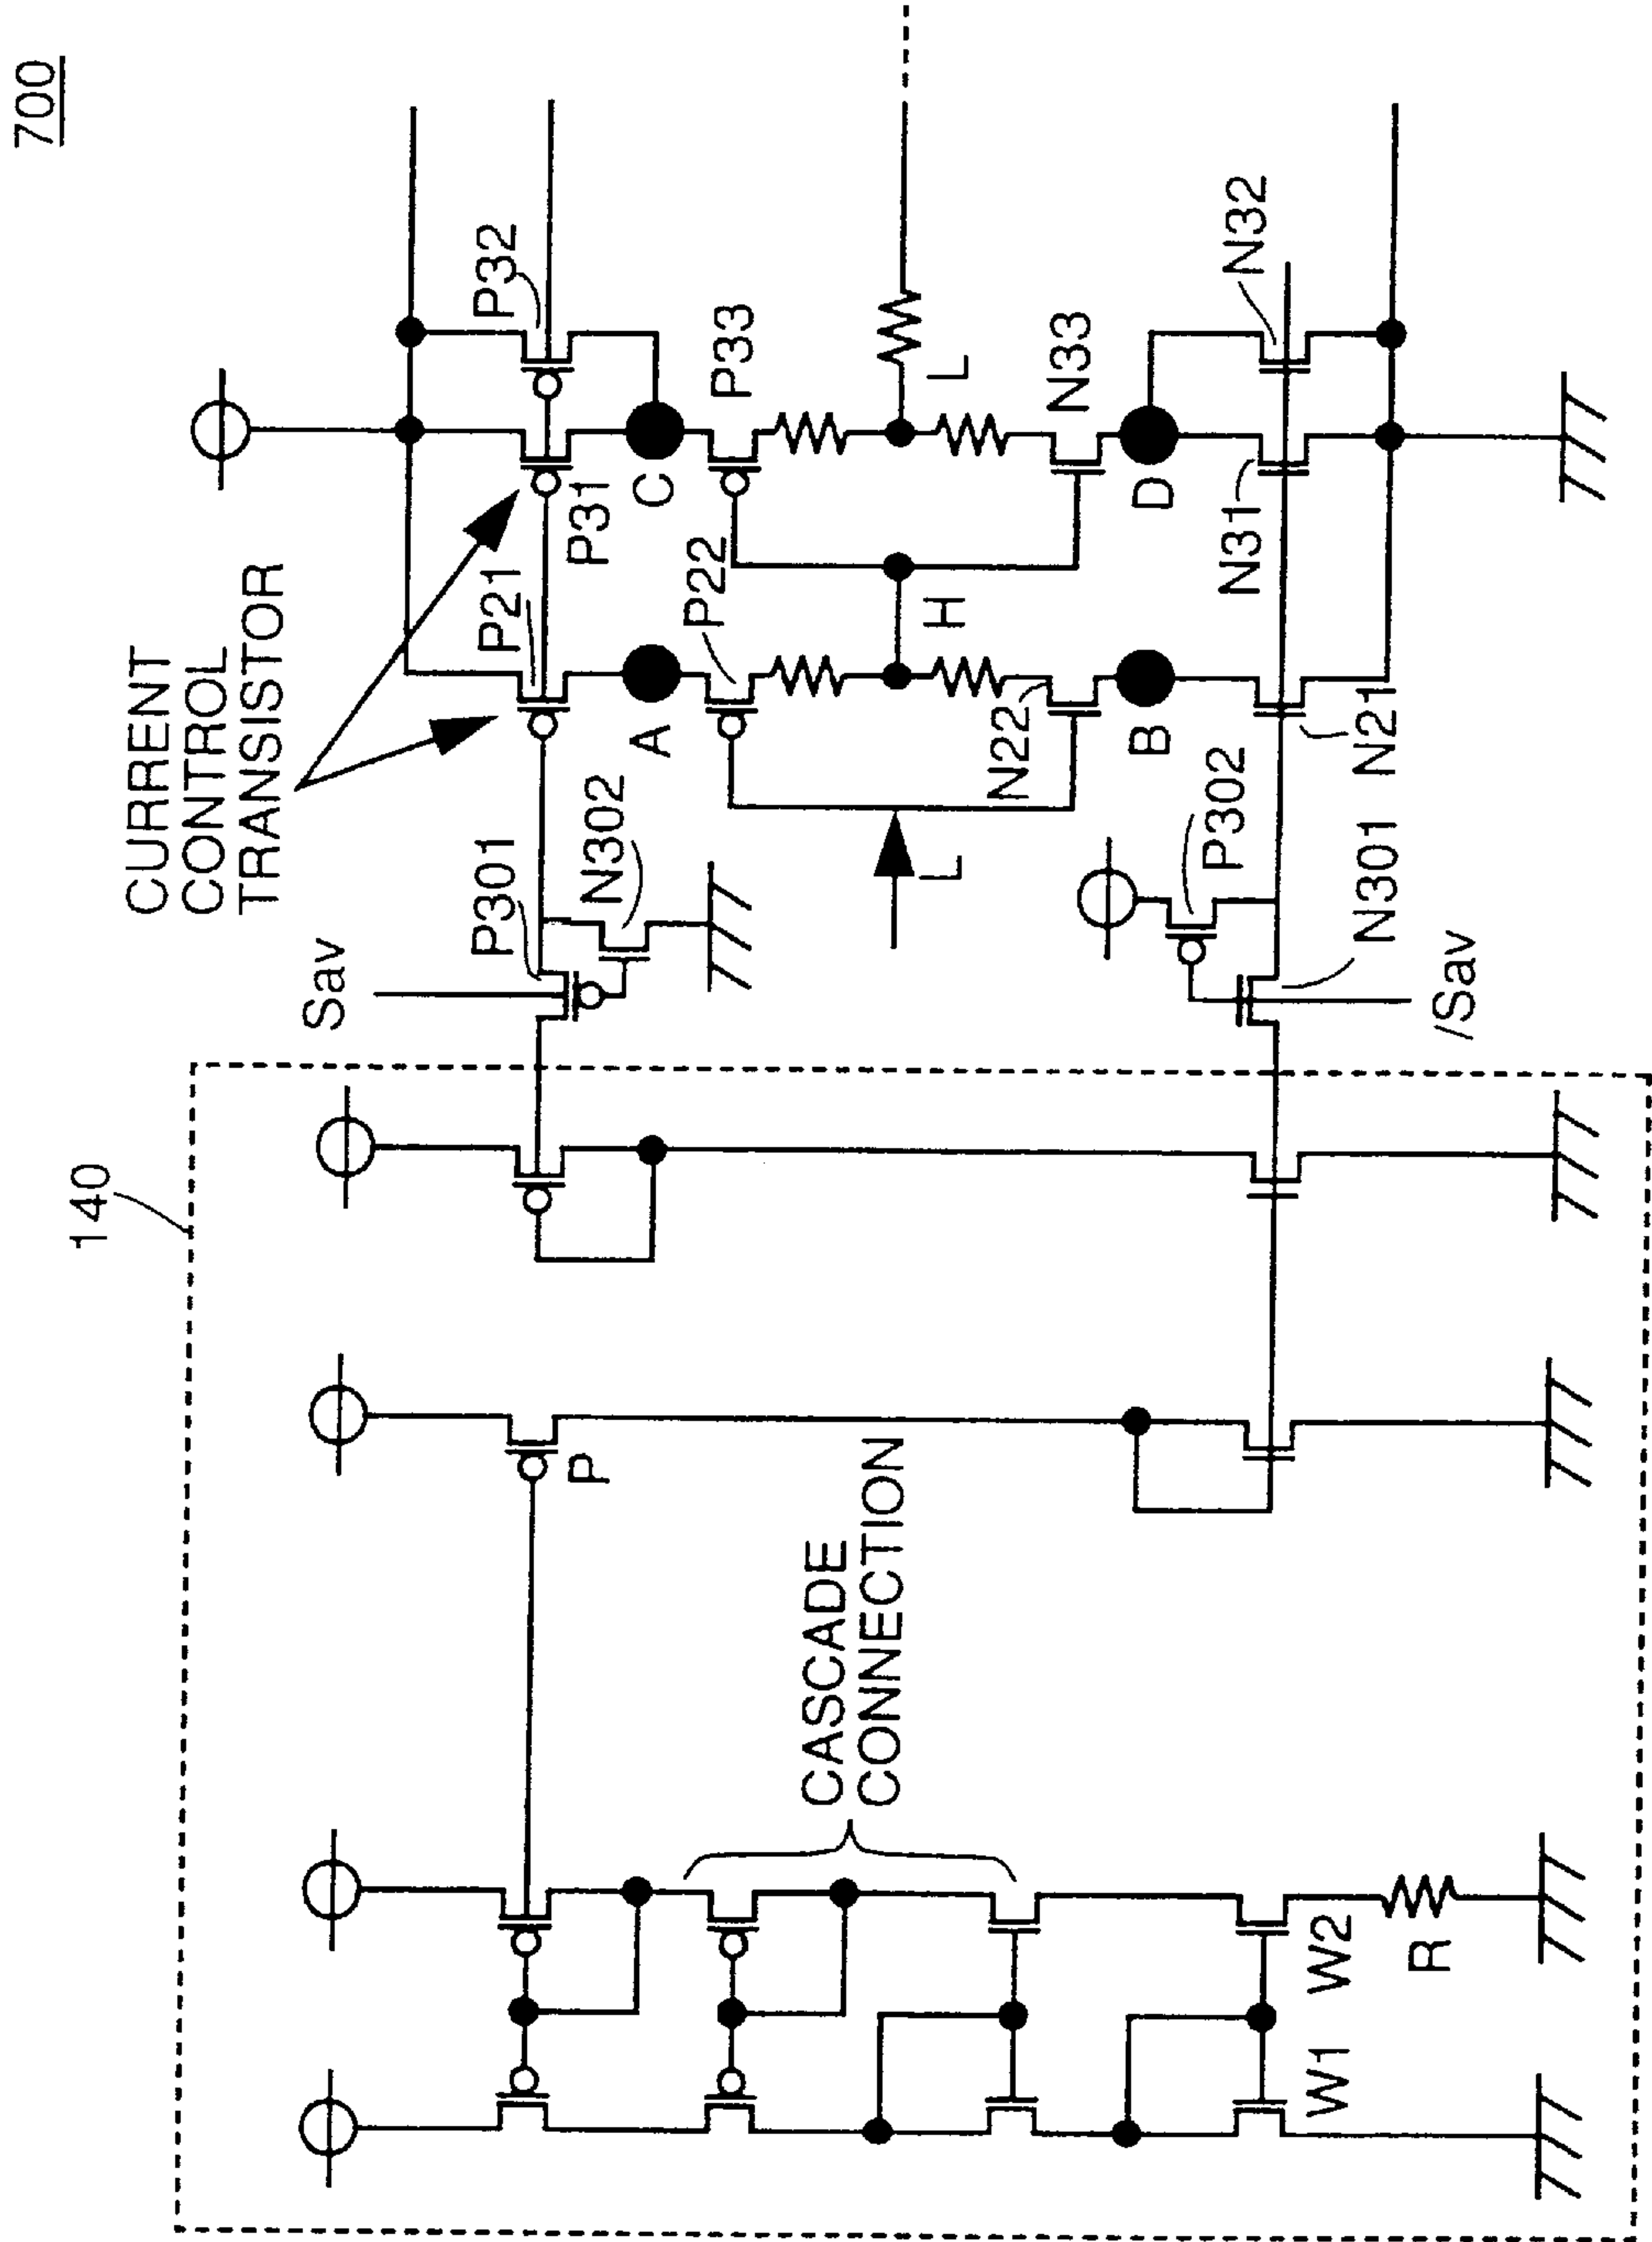 700
CURRENT
CONTROL
TRANSISTOR
140
Sav
P301
N302
P21
P31
P32
A
C
P22
P33
H
L
L
N22
N33
B
D
P302
N301
/Sav
N21
N31
N32
P
CASCADE
CONNECTION
W1
W2
R